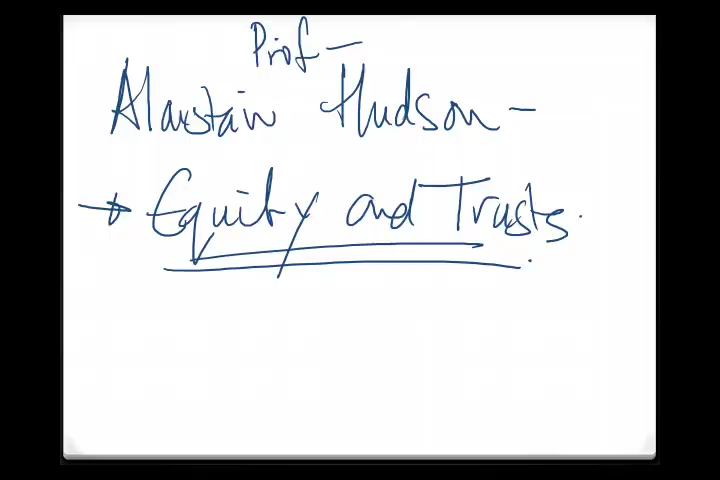 Prof -
Alastair Hudson -
→ Equity and Trusts.